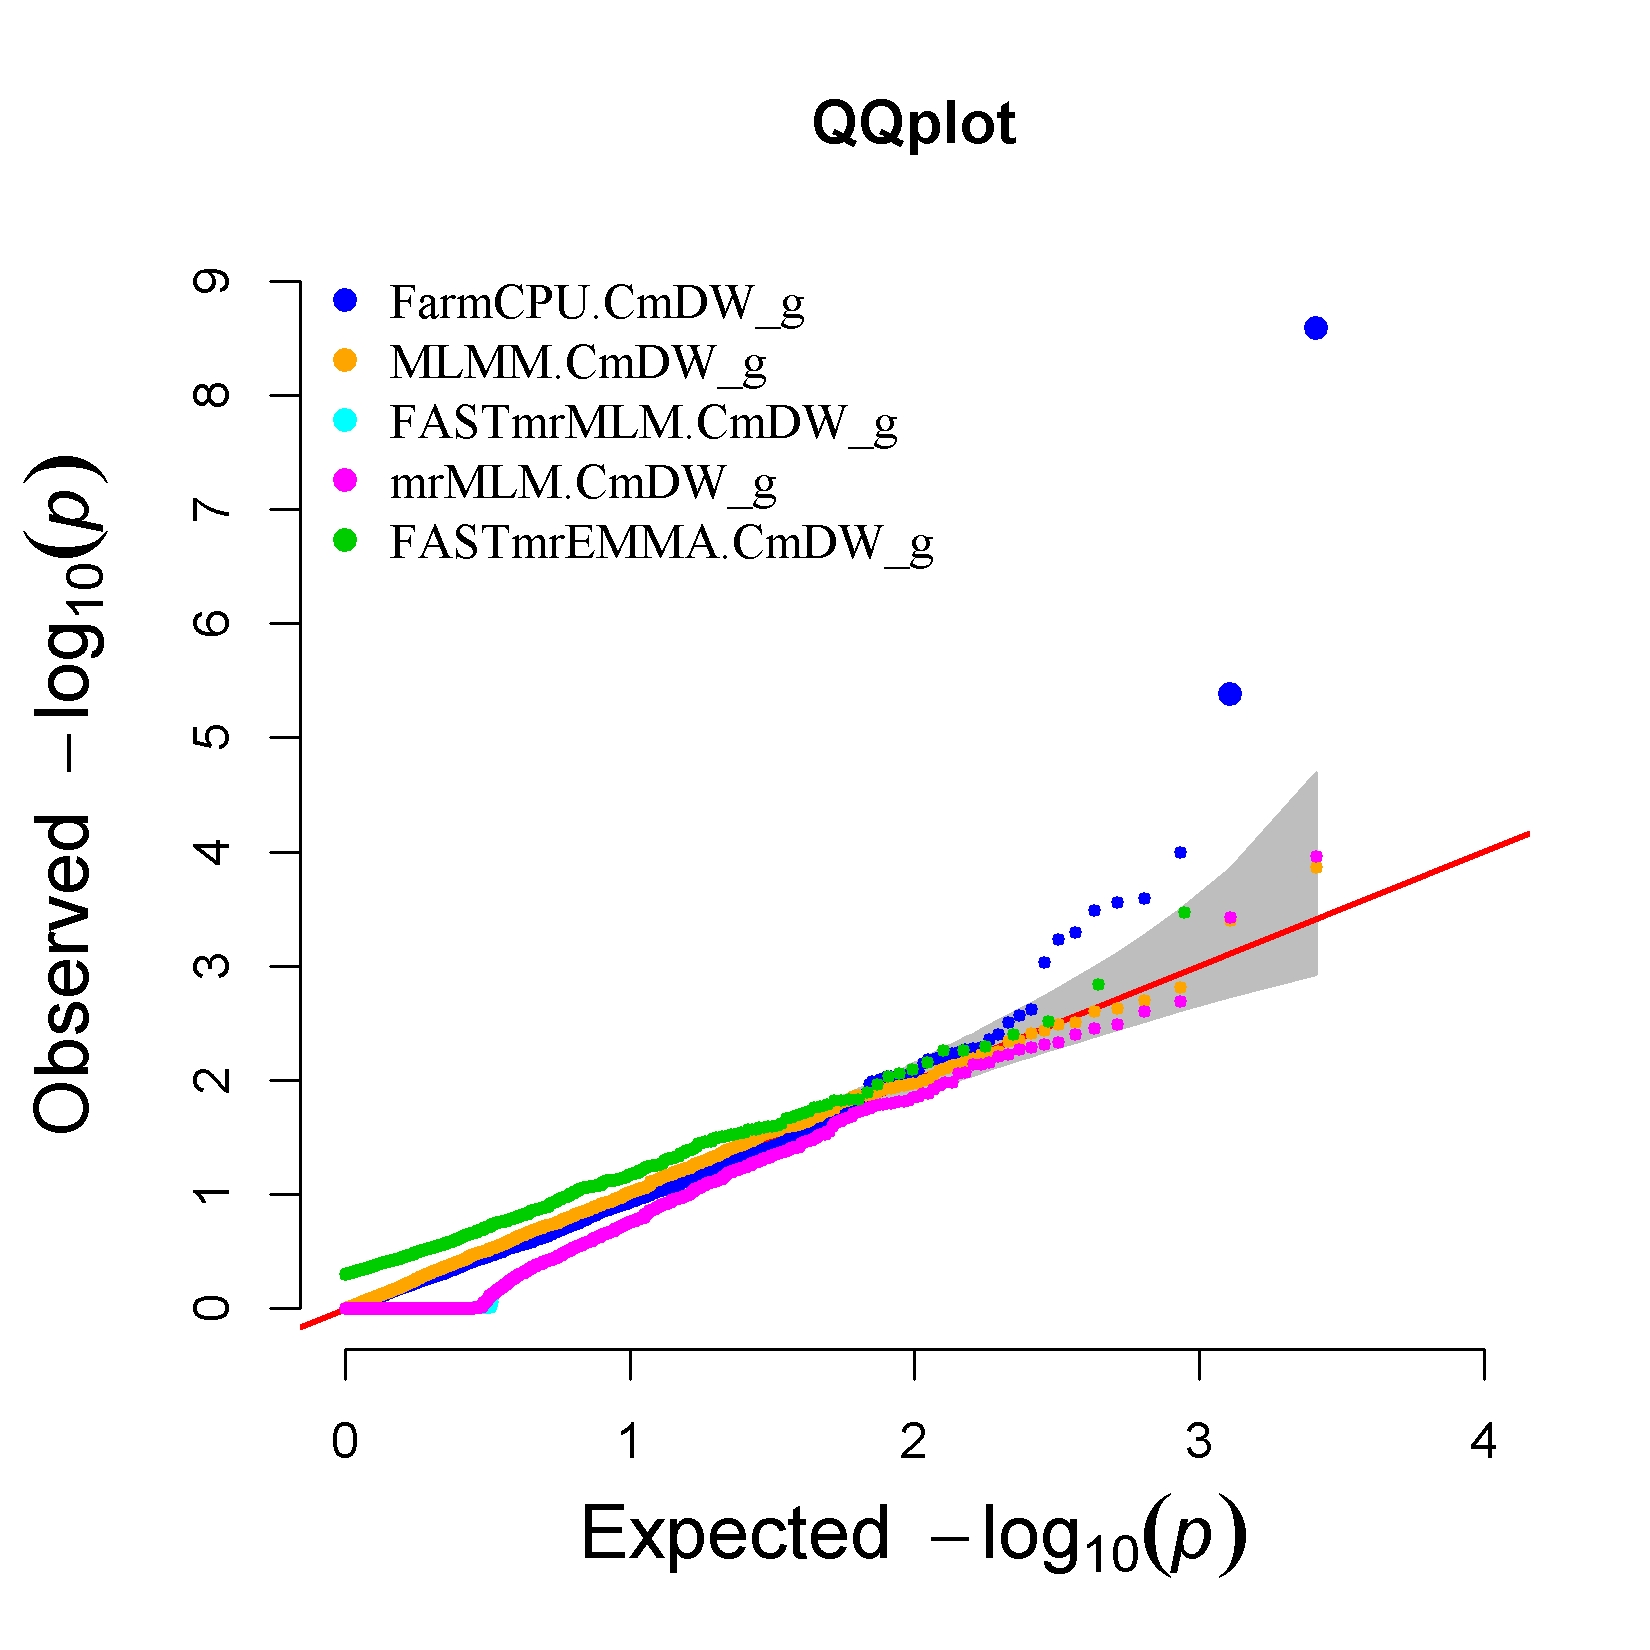 QQplot
9
8
7
6
5
4
3
2
1
0
FarmCPU.CmDW_g
MLMM.CmDW_g
FASTmrMLM.CmDW_g
mrMLM.CmDW_g
FASTmrEMMA.CmDW_g
Observed −log10(p)
0 1 2 3 4
Expected −log10(p)